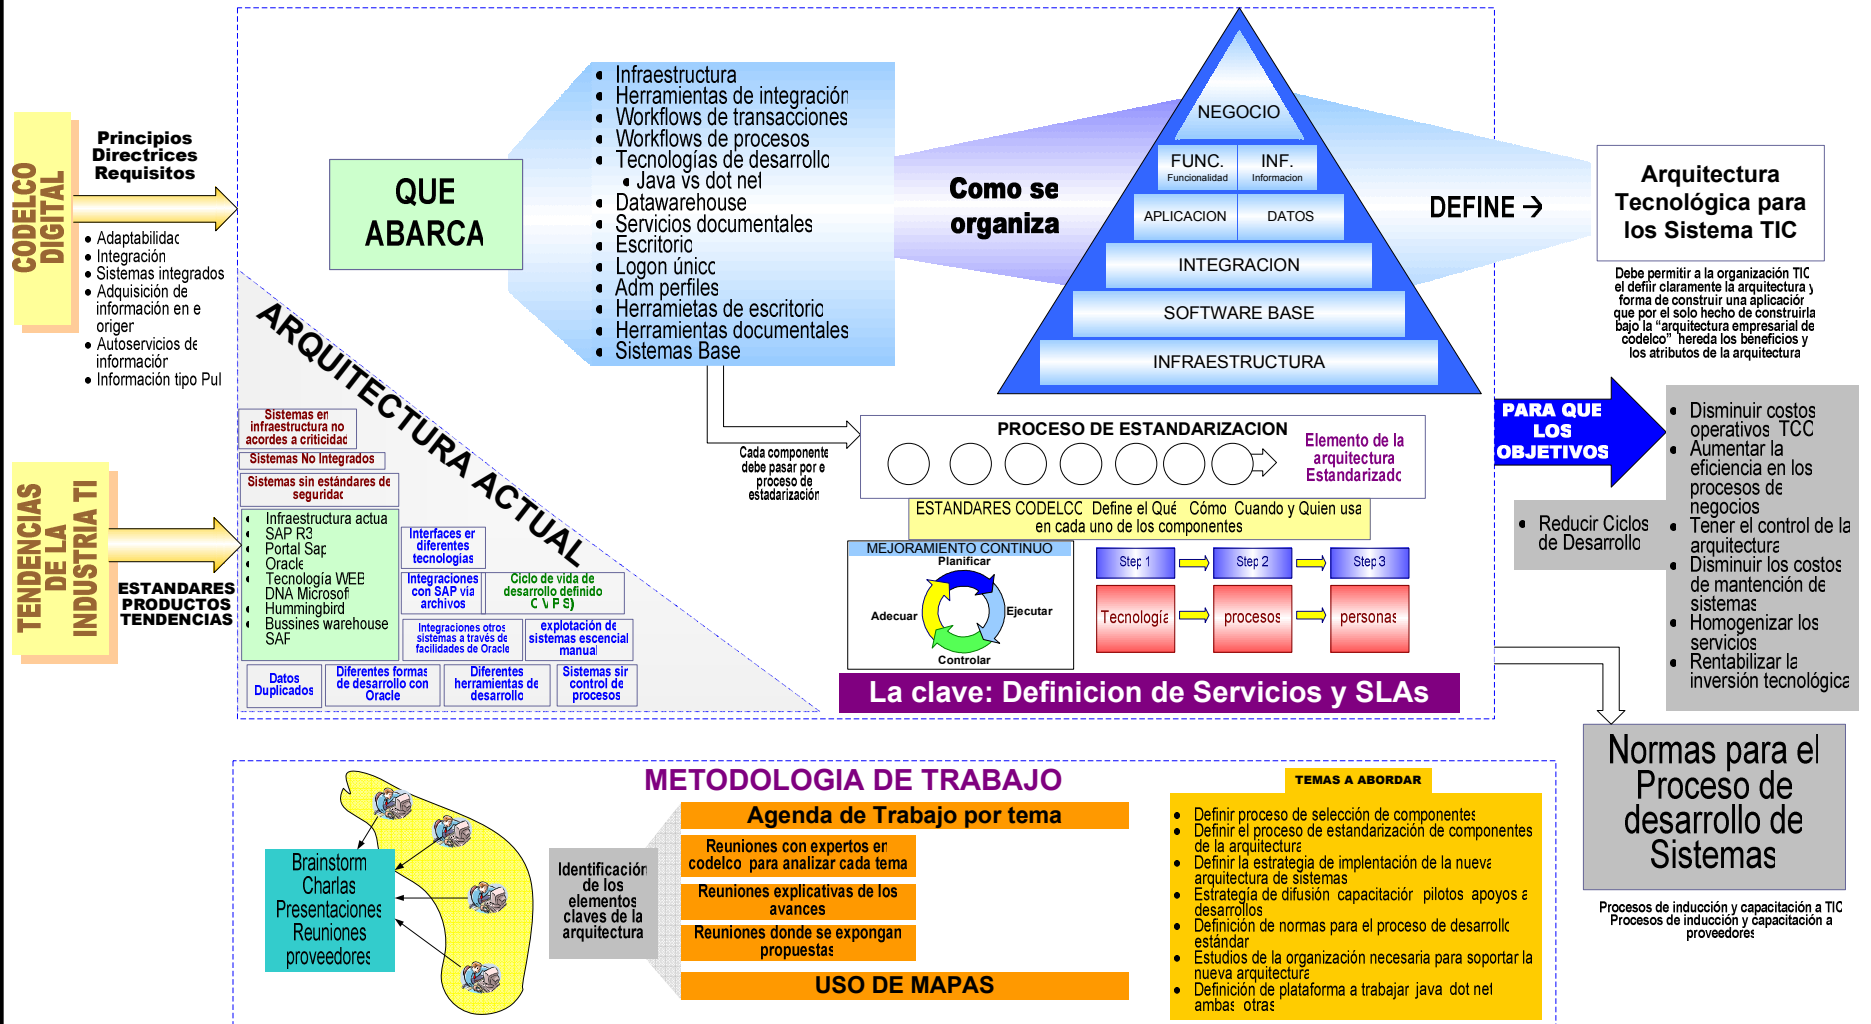 CODELCO
DIGITAL
Principios
Directrices
Requisitos
Adaptabilidad
Integración
Sistemas integrados
Adquisición de
información en e
origen
Autoservicios de
información
Información tipo Pul
TENDENCIAS
DE LA
INDUSTRIA TI
ESTANDARES
PRODUCTOS
TENDENCIAS
QUE
ABARCA
Infraestructura
Herramientas de integración
Workflows de transacciones
Workflows de procesos
Tecnologías de desarrollo
Java vs dot net
Datawarehouse
Servicios documentales
Escritorio
Logon único
Adm perfiles
Herramietas de escritorio
Herramientas documentales
Sistemas Base
Como se
organiza
NEGOCIO
FUNC.
Funcionalidad
INF.
Informacion
APLICACION
DATOS
INTEGRACION
SOFTWARE BASE
INFRAESTRUCTURA
DEFINE →
Arquitectura
Tecnológica para
los Sistema TIC
Debe permitir a la organización TIC
el defiir claramente la arquitectura y
forma de construir una aplicación
que por el solo hecho de construirla
bajo la “arquitectura empresarial de
codelco” hereda los beneficios y
los atributos de la arquitectura
ARQUITECTURA ACTUAL
Sistemas en
infraestructura no
acordes a criticidad
Sistemas No Integrados
Sistemas sin estándares de
seguridad
Infraestructura actua
SAP R3
Portal Sap
Oracle
Tecnología WEB
DNA Microsoft
Hummingbird
Bussines warehouse
SAP
Interfaces en
diferentes
tecnologías
Integraciones
con SAP vía
archivos
Ciclo de vida de
desarrollo definido
C V P S)
Integraciones otros
sistemas a través de
facilidades de Oracle
explotación de
sistemas escencial
manual
Datos
Duplicados
Diferentes formas
de desarrollo con
Oracle
Diferentes
herramientas de
desarrollo
Sistemas sin
control de
procesos
Cada componente
debe pasar por e
proceso de
estadarización
PROCESO DE ESTANDARIZACION
Elemento de la
arquitectura
Estandarizado
ESTANDARES CODELCO Define el Qué Cómo Cuando y Quien usa
en cada uno de los componentes
MEJORAMIENTO CONTINUO
Planificar
Adecuar
Ejecutar
Controlar
Step 1
Step 2
Step 3
Tecnología
procesos
personas
La clave: Definicion de Servicios y SLAs
PARA QUE
LOS
OBJETIVOS
Reducir Ciclos
de Desarrollo
Disminuir costos
operativos TCO
Aumentar la
eficiencia en los
procesos de
negocios
Tener el control de la
arquitectura
Disminuir los costos
de mantención de
sistemas
Homogenizar los
servicios
Rentabilizar la
inversión tecnológica
Normas para el
Proceso de
desarrollo de
Sistemas
Procesos de inducción y capacitación a TIC
Procesos de inducción y capacitación a
proveedores
METODOLOGIA DE TRABAJO
Brainstorm
Charlas
Presentaciones
Reuniones
proveedores
Identificación
de los
elementos
claves de la
arquitectura
Agenda de Trabajo por tema
Reuniones con expertos en
codelco para analizar cada tema
Reuniones explicativas de los
avances
Reuniones donde se expongan
propuestas
USO DE MAPAS
TEMAS A ABORDAR
Definir proceso de selección de componentes
Definir el proceso de estandarización de componentes
de la arquitectura
Definir la estrategia de implentación de la nueva
arquitectura de sistemas
Estrategía de difusión capacitación pilotos apoyos a
desarrollos
Definición de normas para el proceso de desarrollo
estándar
Estudios de la organización necesaria para soportar la
nueva arquitectura
Definición de plataforma a trabajar java dot net
ambas otras